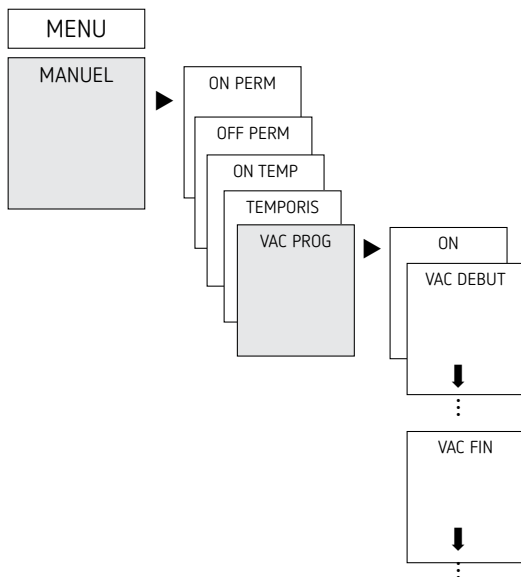 MENU
MANUEL
ON PERM
OFF PERM
ON TEMP
TEMPORIS
VAC PROG
ON
VAC DEBUT
VAC FIN